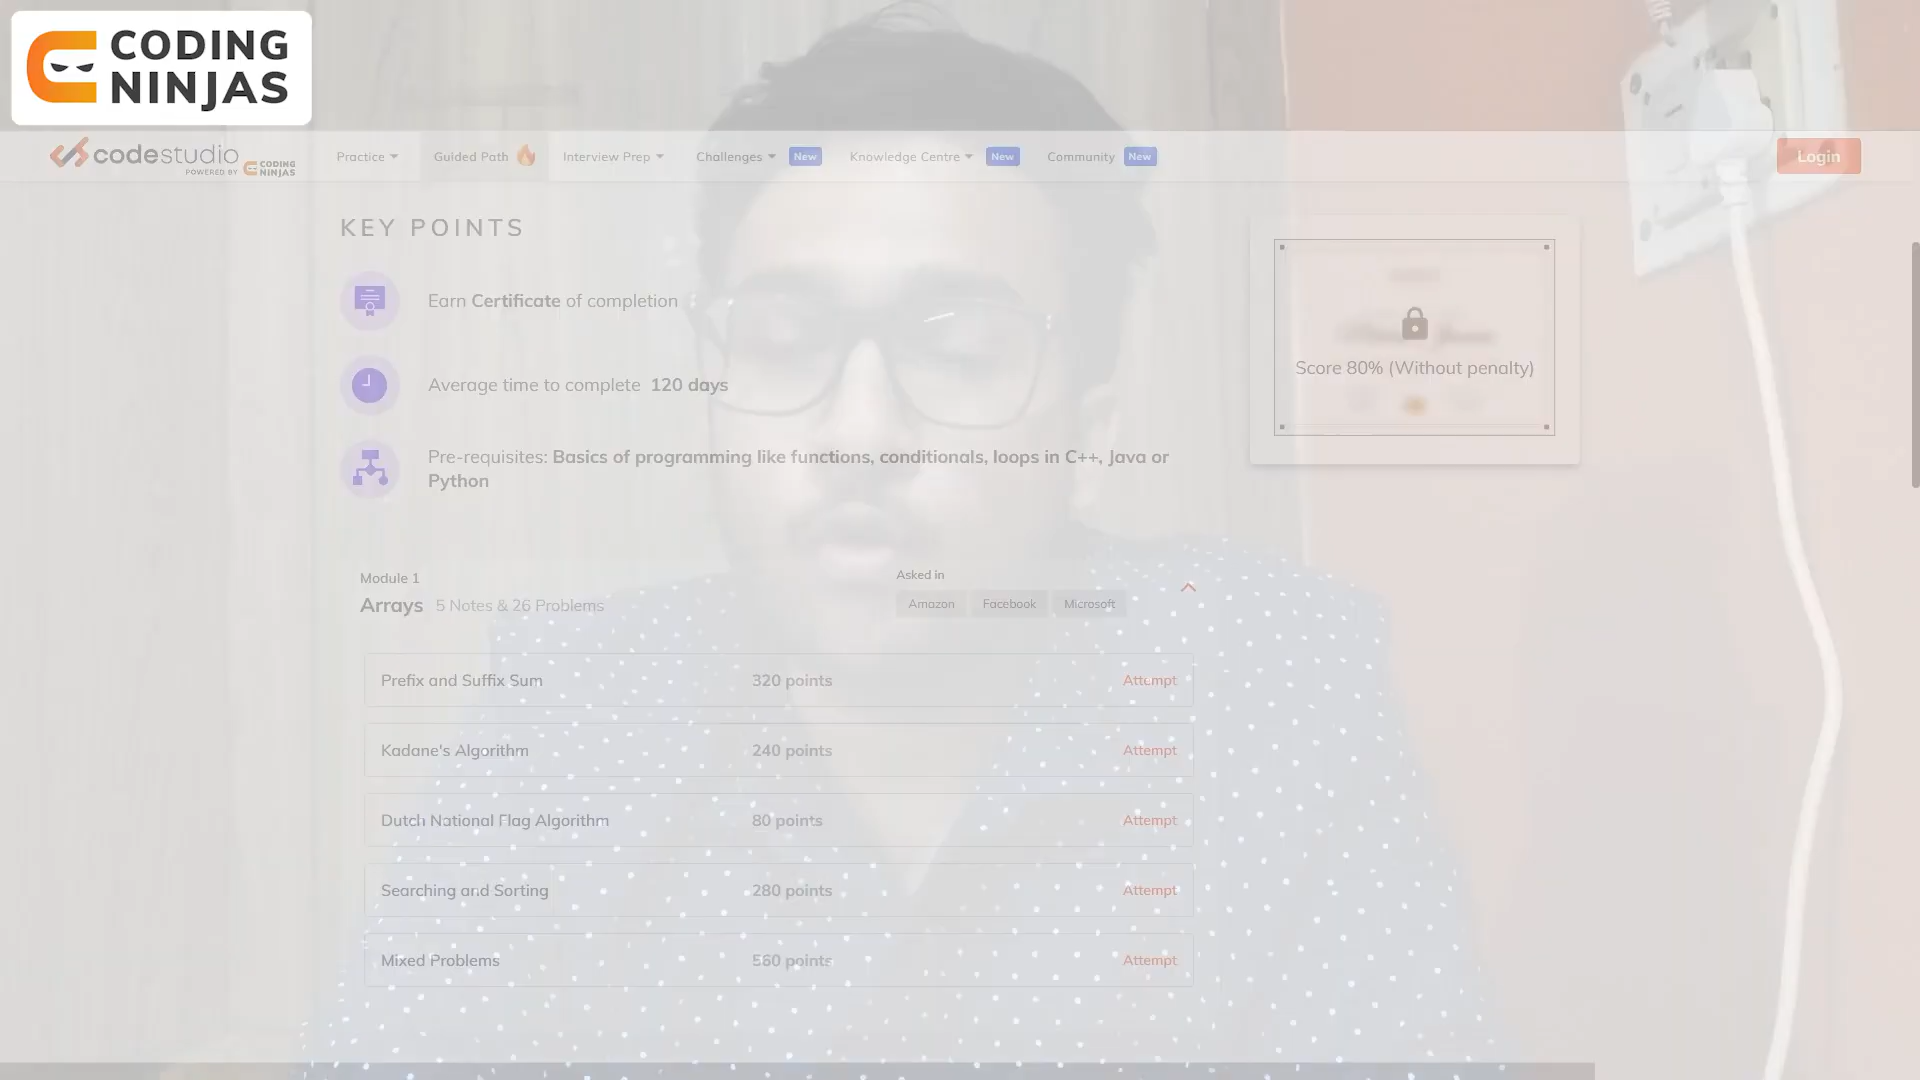 CODING
NINJAS
codestudio
POWERED BY CODING NINJAS
Practice
Guided Path
Interview Prep
Challenges New
Knowledge Centre New
Community New
Login
KEY POINTS
Earn Certificate of completion
Average time to complete 120 days
Pre-requisites: Basics of programming like functions, conditionals, loops in C++, Java or
Python
Score 80% (Without penalty)
Module 1
Arrays 5 Notes & 26 Problems
Asked in
Amazon Facebook Microsoft
Prefix and Suffix Sum 320 points Attempt
Kadane's Algorithm 240 points Attempt
Dutch National Flag Algorithm 80 points Attempt
Searching and Sorting 280 points Attempt
Mixed Problems 560 points Attempt